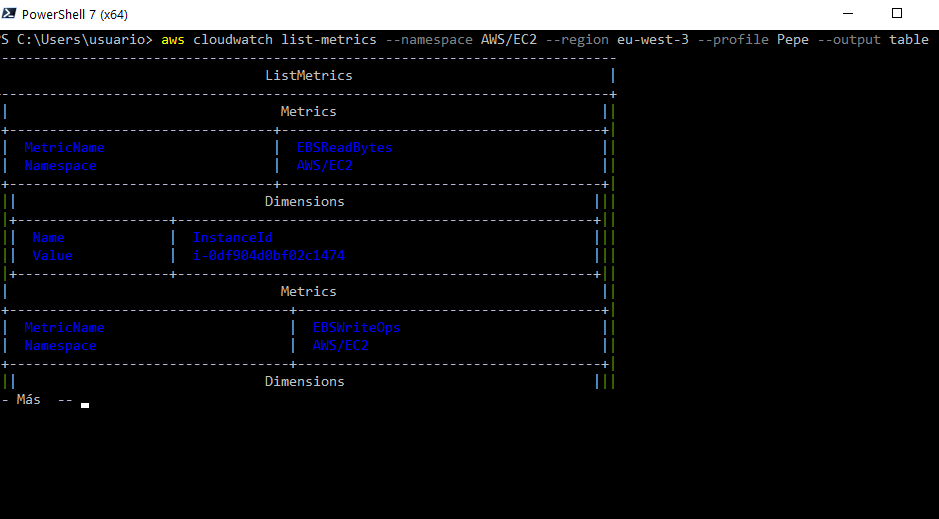 PowerShell 7 (x64)
S C:\Users\usuario> aws cloudwatch list-metrics --namespace AWS/EC2 --region eu-west-3 --profile Pepe --output table
ListMetrics
Metrics
MetricName EBSReadBytes
Namespace AWS/EC2
Dimensions
Name InstanceId
Value i-0df904d0bf02c1474
Metrics
MetricName EBSWriteOps
Namespace AWS/EC2
Dimensions
- Más --